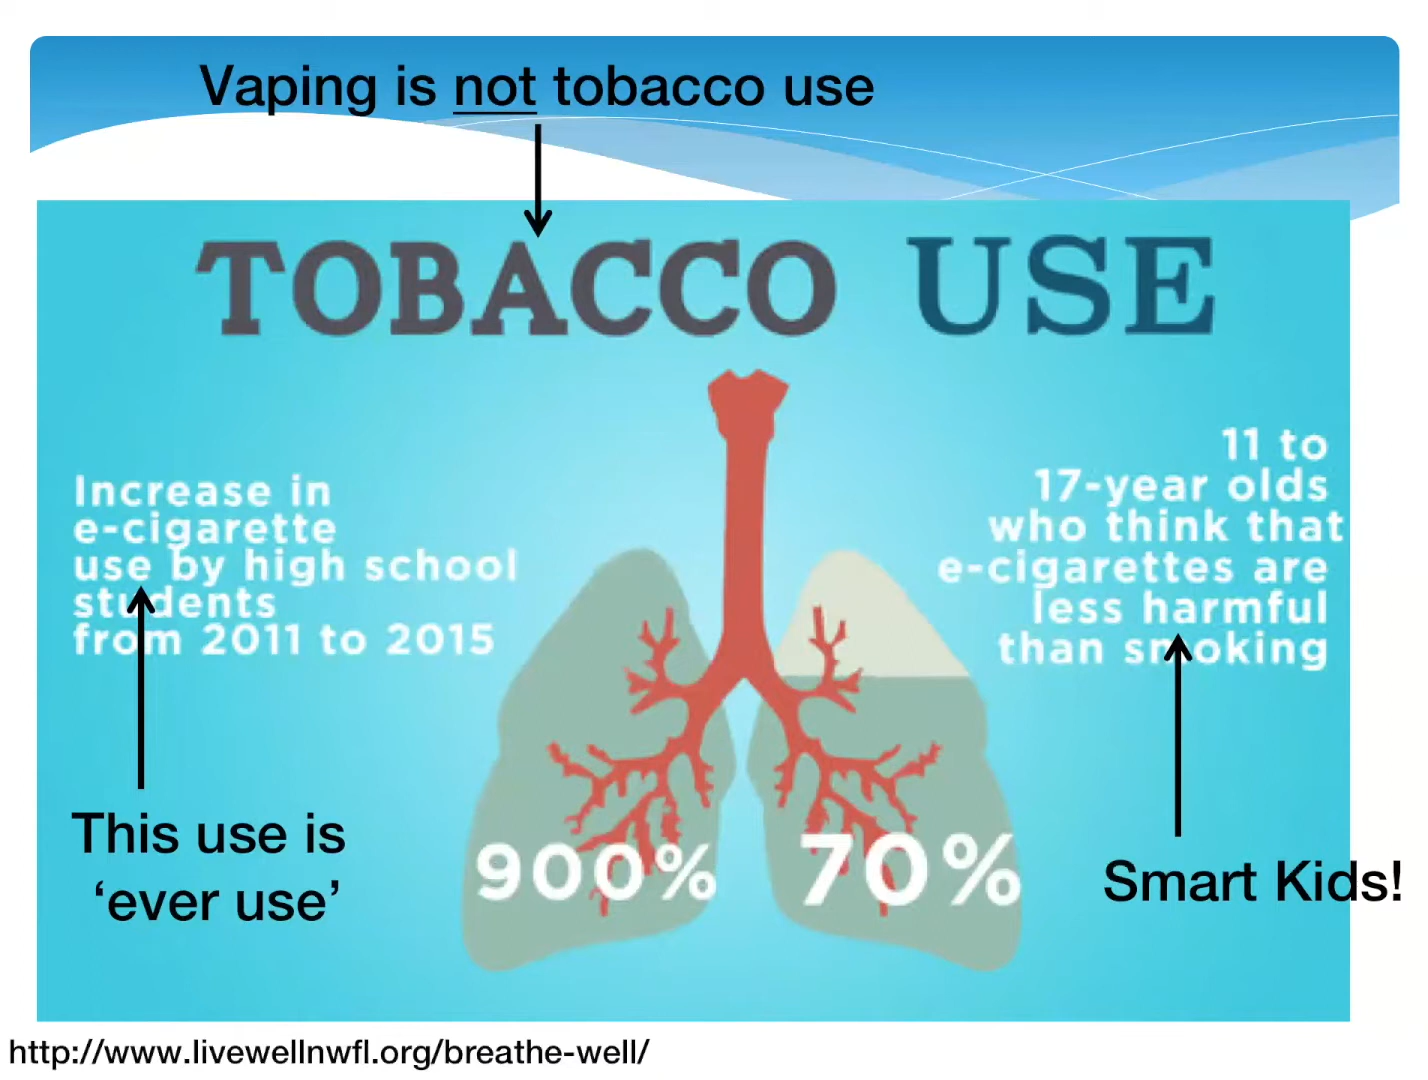 Vaping is not tobacco use
TOBACCO USE
Increase in
e-cigarette
use by high school
students
from 2011 to 2015
11 to
17-year olds
who think that
e-cigarettes are
less harmful
than smoking
900%
70%
This use is
‘ever use’
Smart Kids!
http://www.livewellnwfl.org/breathe-well/